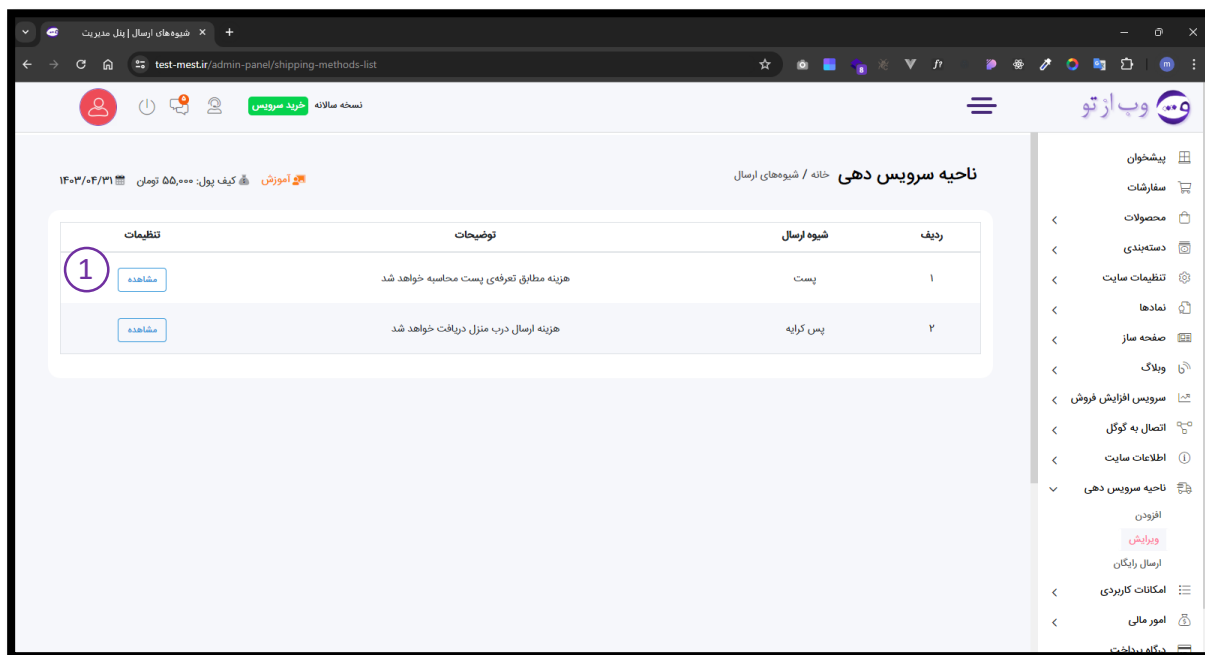 شیوه‌های ارسال | پنل مدیریت
test-mest.ir/admin-panel/shipping-methods-list
وب از تو
نسخه سالانه خرید سرویس
۵
ناحیه سرویس دهی خانه / شیوه‌های ارسال
آموزش کیف پول: ۵۵,۰۰۰ تومان ۱۴۰۳/۰۴/۳۱
ردیف شیوه ارسال توضیحات تنظیمات
۱ پست هزینه مطابق تعرفه‌ی پست محاسبه خواهد شد مشاهده
1
۲ پس کرایه هزینه ارسال درب منزل دریافت خواهد شد مشاهده
پیشخوان
سفارشات
محصولات
دسته‌بندی
تنظیمات سایت
نمادها
صفحه ساز
وبلاگ
سرویس افزایش فروش
اتصال به گوگل
اطلاعات سایت
ناحیه سرویس دهی
افزودن
ویرایش
ارسال رایگان
امکانات کاربردی
امور مالی
درگاه پرداخت